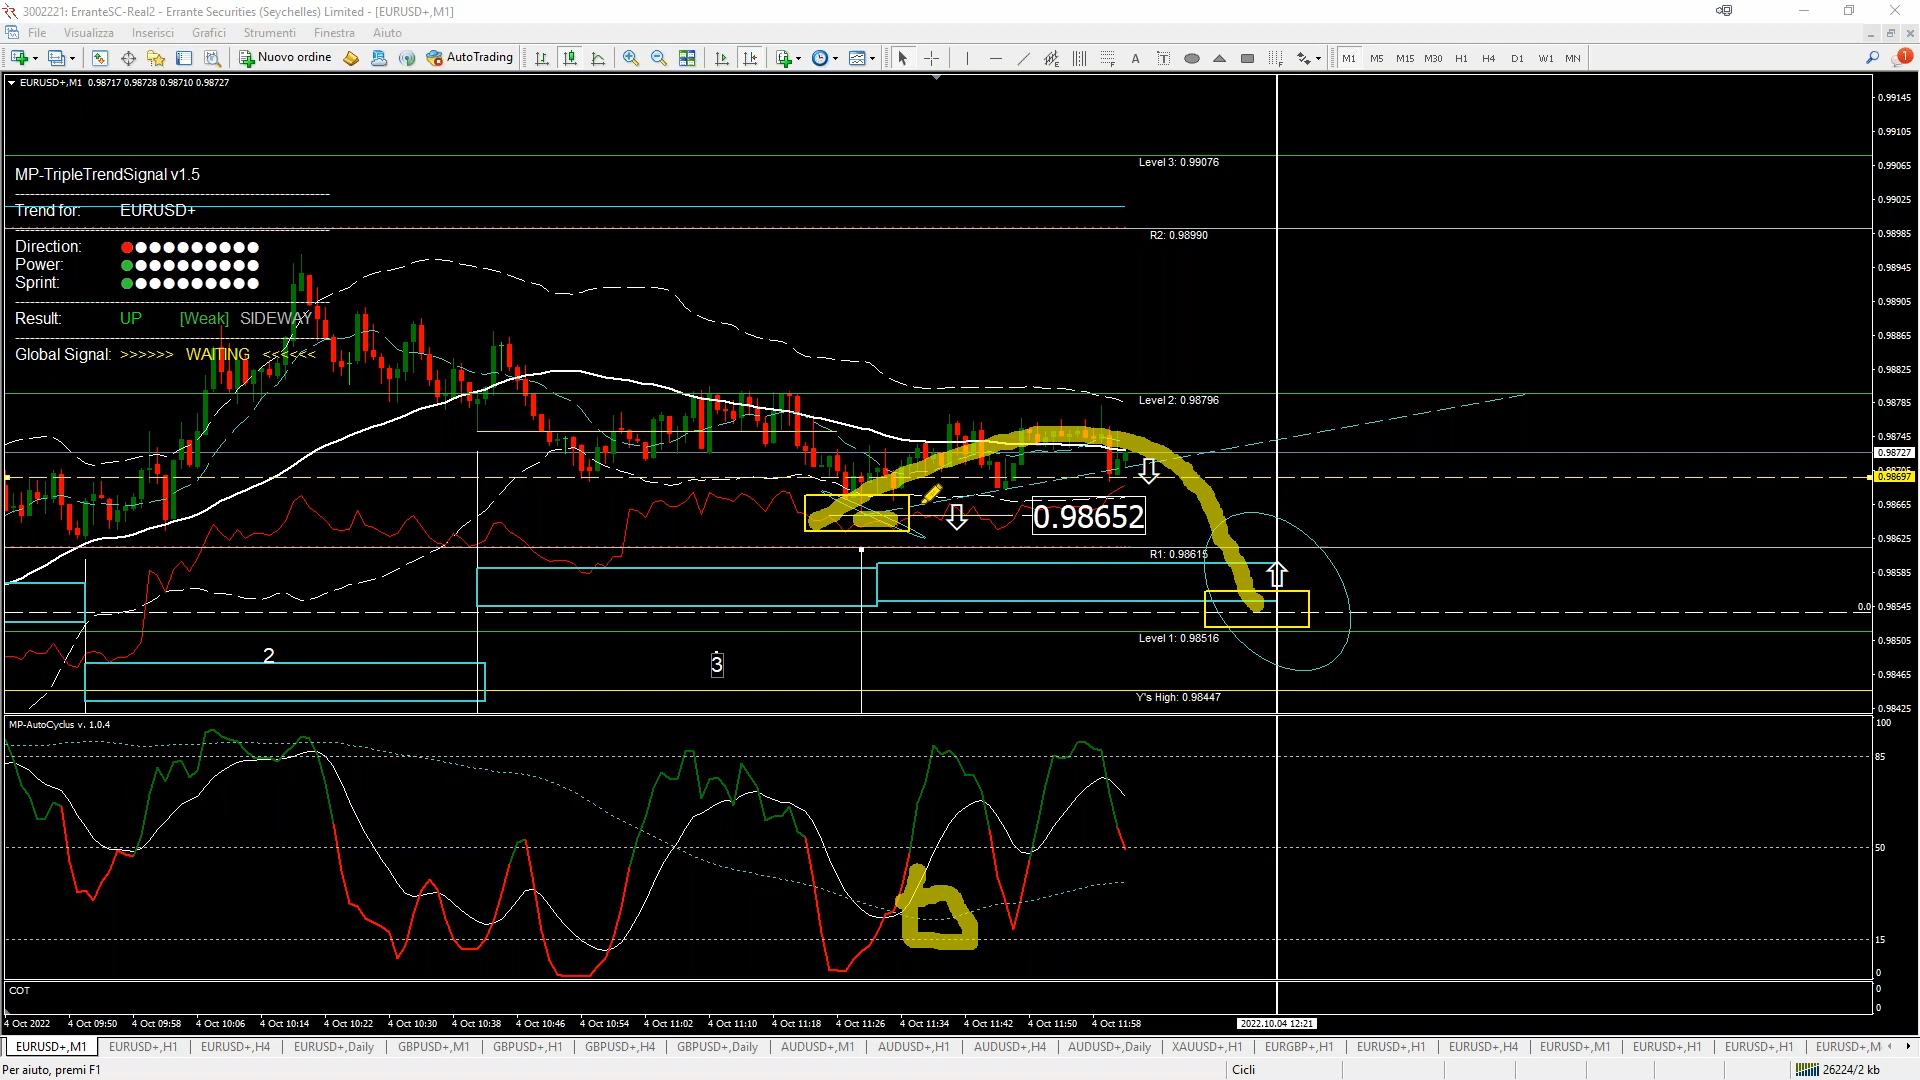 3002221: ErranteSC-Real2 - Errante Securities (Seychelles) Limited - [EURUSD+,M1]
File Visualizza Inserisci Grafici Strumenti Finestra Aiuto
Nuovo ordine AutoTrading A T M1 M5 M15 M30 H1 H4 D1 W1 MN 1
EURUSD+,M1 0.98717 0.98728 0.98710 0.98727
MP-TripleTrendSignal v1.5
Trend for: EURUSD+
Direction:
Power:
Sprint:
Result: UP [Weak] SIDEWAY
Global Signal: >>>>>> WAITING <<<<<<
Level 3: 0.99076
R2: 0.98990
Level 2: 0.98796
0.98652
R1: 0.98615
Level 1: 0.98516
Y's High: 0.98447
2
3
0.99145
0.99105
0.99065
0.99025
0.98985
0.98945
0.98905
0.98865
0.98825
0.98785
0.98745
0.98727
0.98705
0.98697
0.98665
0.98625
0.98585
0.0
0.98545
0.98505
0.98465
0.98425
MP-AutoCyclus v. 1.0.4
100
85
50
15
0
COT
0
0
4 Oct 2022 4 Oct 09:50 4 Oct 09:58 4 Oct 10:06 4 Oct 10:14 4 Oct 10:22 4 Oct 10:30 4 Oct 10:38 4 Oct 10:46 4 Oct 10:54 4 Oct 11:02 4 Oct 11:10 4 Oct 11:18 4 Oct 11:26 4 Oct 11:34 4 Oct 11:42 4 Oct 11:50 4 Oct 11:58 2022.10.04 12:21
EURUSD+,M1 EURUSD+,H1 EURUSD+,H4 EURUSD+,Daily GBPUSD+,M1 GBPUSD+,H1 GBPUSD+,H4 GBPUSD+,Daily AUDUSD+,M1 AUDUSD+,H1 AUDUSD+,H4 AUDUSD+,Daily XAUUSD+,H1 EURGBP+,H1 EURUSD+,H1 EURUSD+,H4 EURUSD+,M1 EURUSD+,H1 EURUSD+,H1 EURUSD+,M
Per aiuto, premi F1 Cicli 26224/2 kb